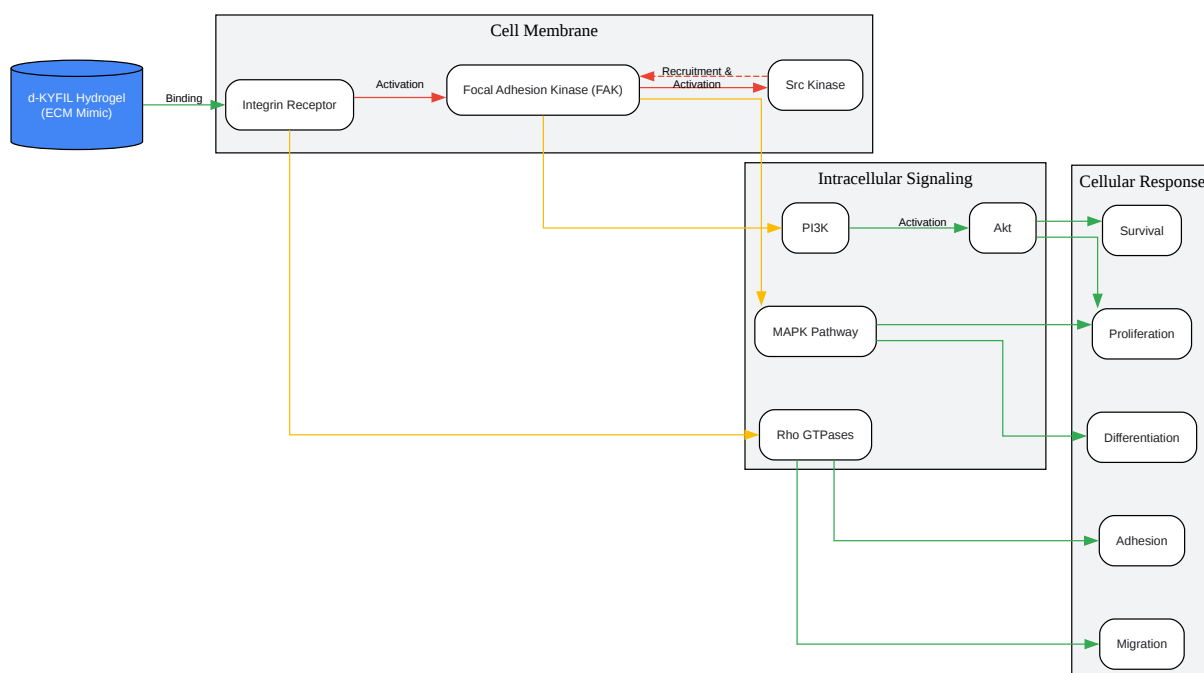 Cell Membrane
d-KYFIL Hydrogel
(ECM Mimic)
Binding
Integrin Receptor
Activation
Focal Adhesion Kinase (FAK)
Recruitment &
Activation
Src Kinase
Intracellular Signaling
PI3K
Activation
Akt
MAPK Pathway
Rho GTPases
Cellular Response
Survival
Proliferation
Differentiation
Adhesion
Migration